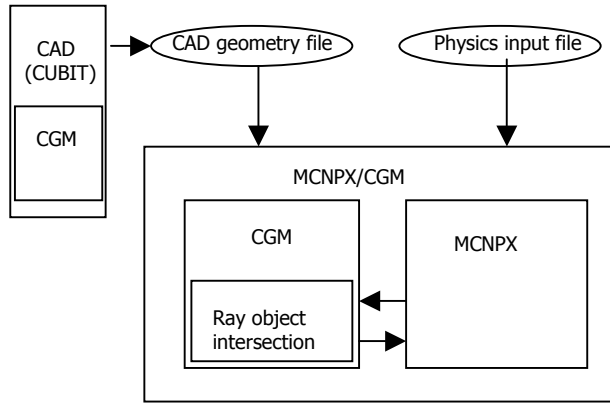 CAD
(CUBIT)
CGM
CAD geometry file
Physics input file
MCNPX/CGM
CGM
Ray object
intersection
MCNPX